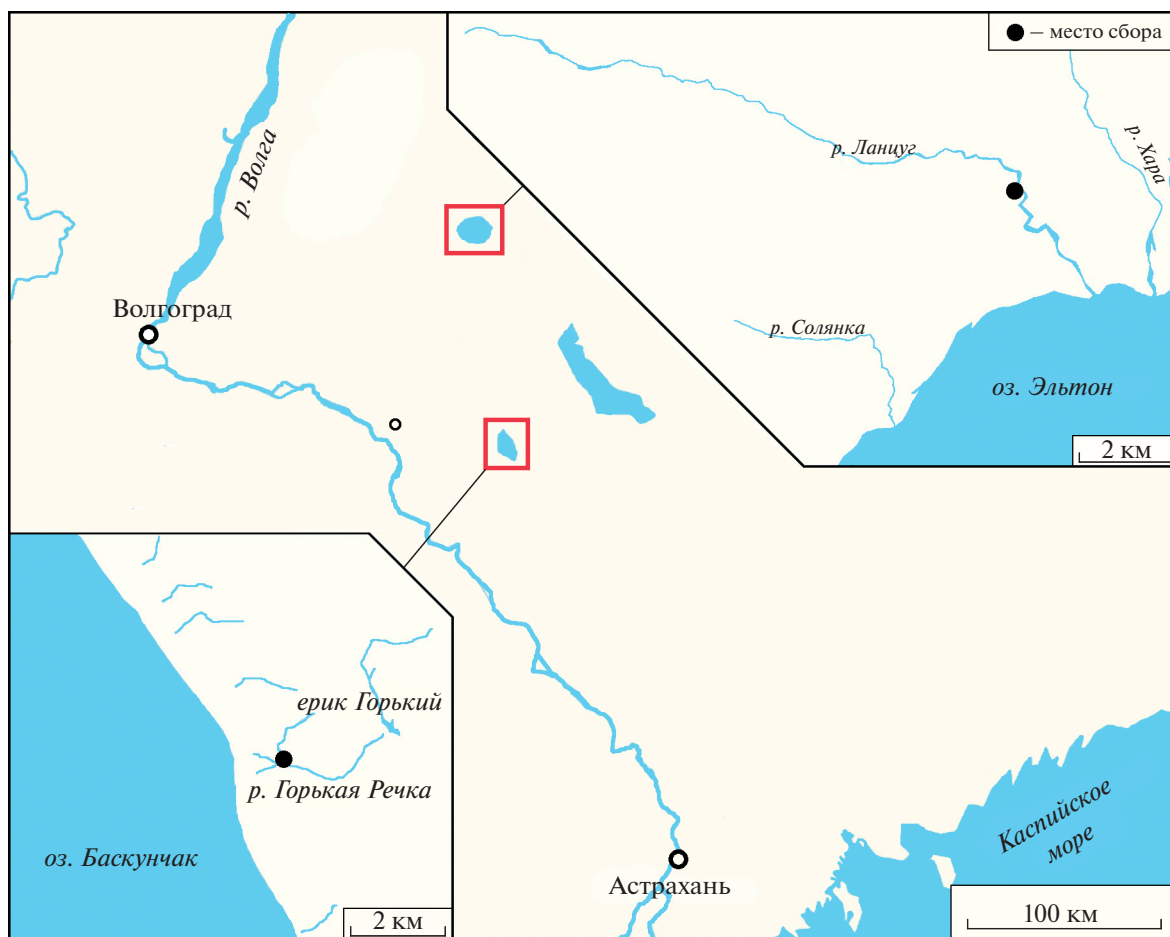 – место сбора
р. Волга
р. Ланцуг
р. Хара
Волгоград
р. Солянка
оз. Эльтон
2 км
ерик Горький
р. Горькая Речка
оз. Баскунчак
2 км
Астрахань
Каспийское
море
100 км